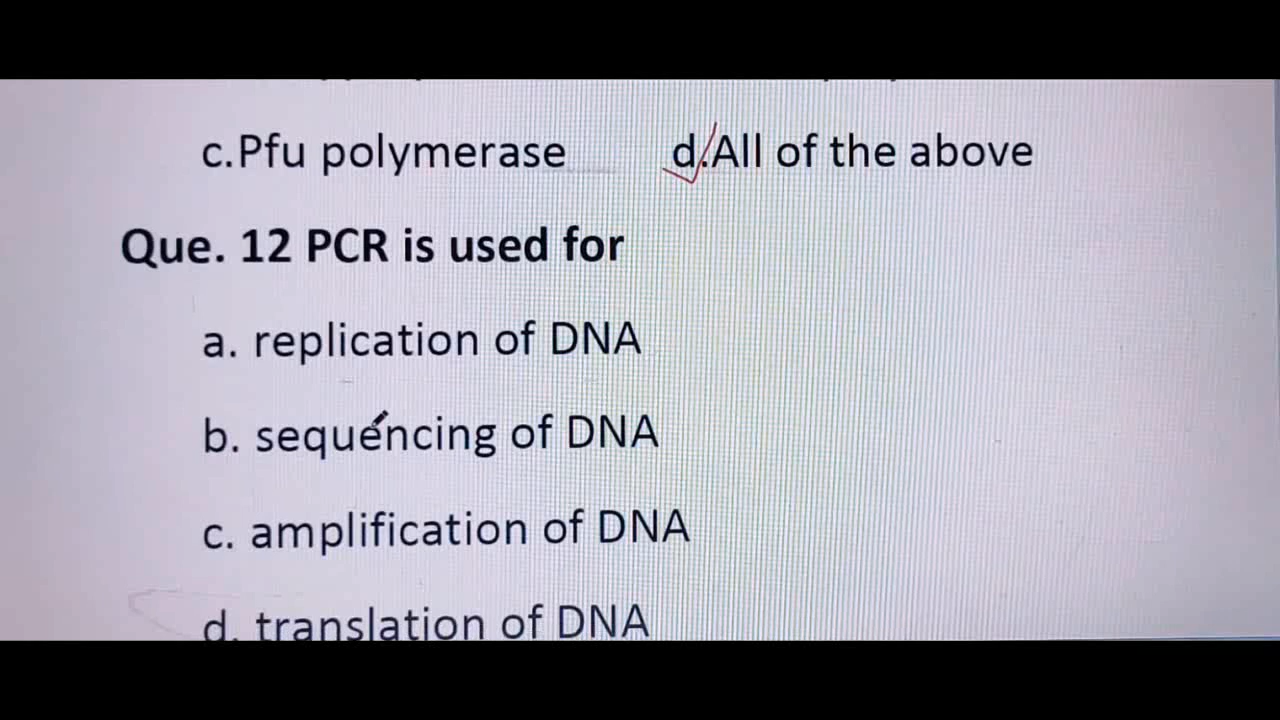 c.Pfu polymerase d.All of the above
Que. 12 PCR is used for
a. replication of DNA
b. sequencing of DNA
c. amplification of DNA
d. translation of DNA